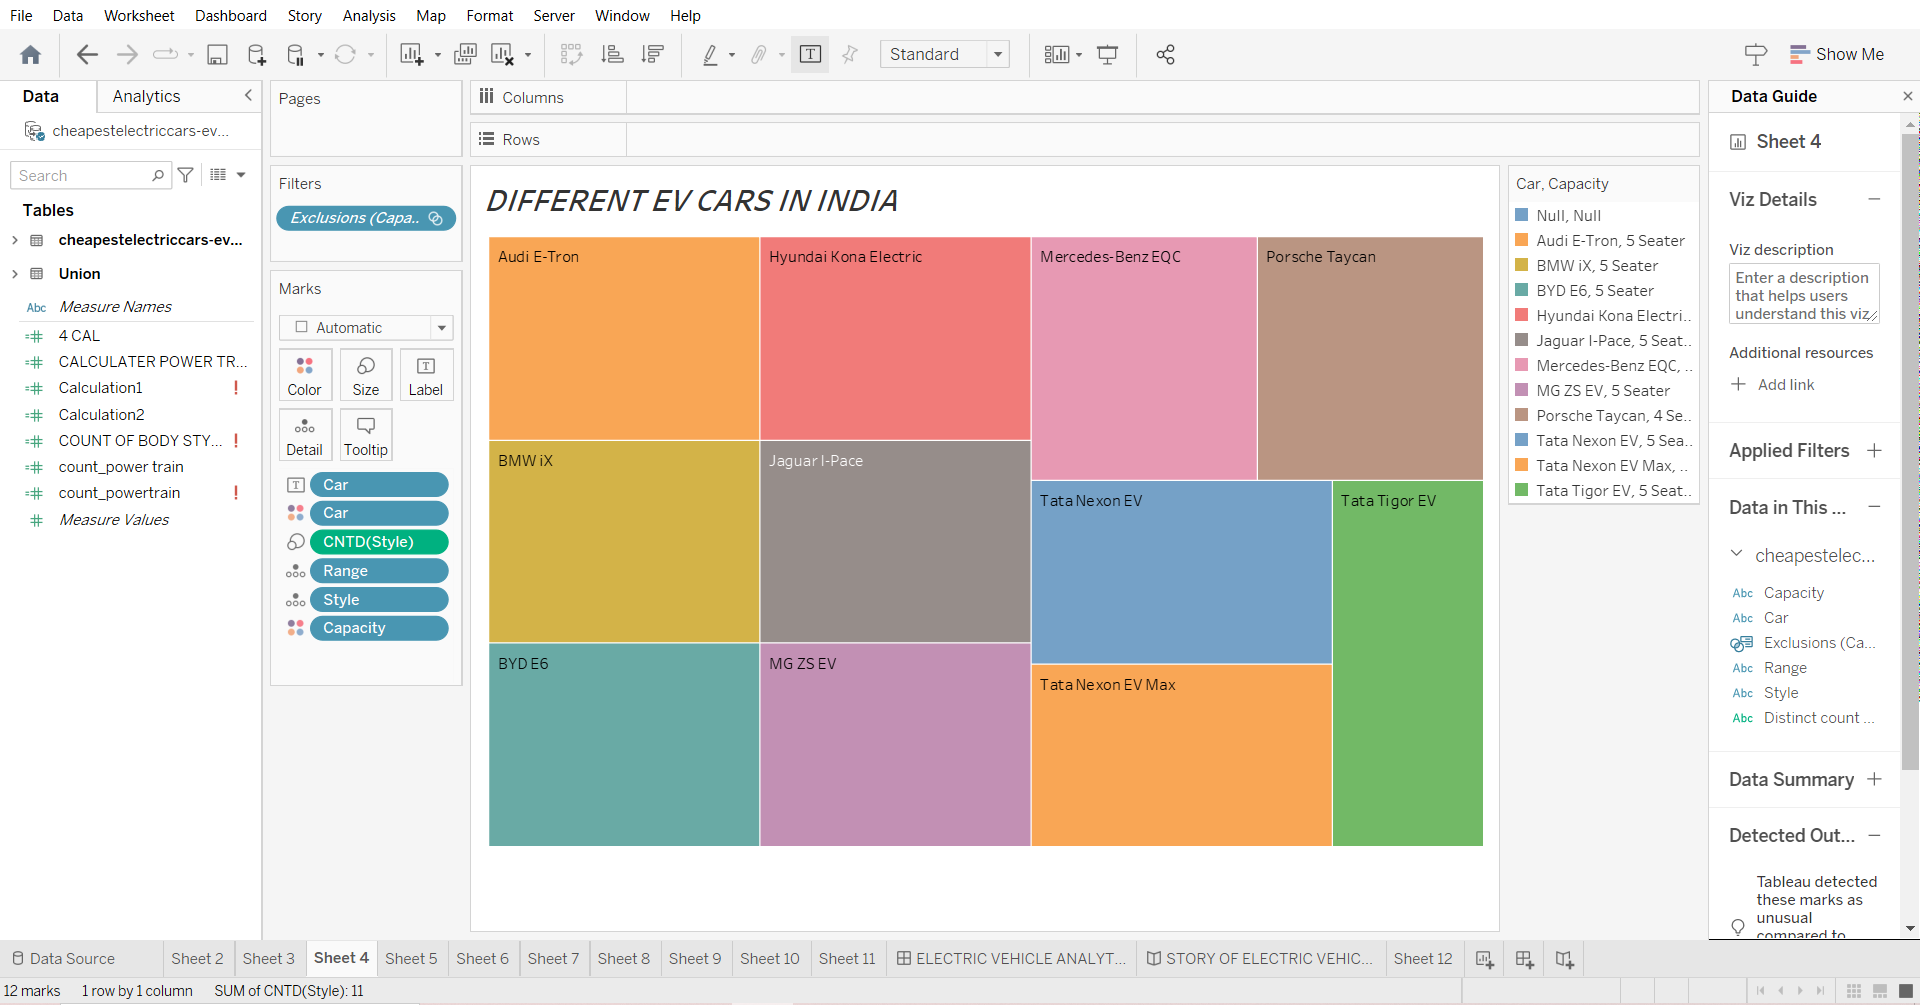 File Data Worksheet Dashboard Story Analysis Map Format Server Window Help
Standard
Show Me
Data Analytics
cheapestelectriccars-ev...
Search
Tables
cheapestelectriccars-ev...
Union
Abc Measure Names
4 CAL
CALCULATER POWER TR...
Calculation1 !
Calculation2
COUNT OF BODY STY... !
count_power train
count_powertrain !
Measure Values
Pages
Filters
Exclusions (Capa..
Marks
Automatic
Color Size Label
Detail Tooltip
Car
Car
CNTD(Style)
Range
Style
Capacity
Columns
Rows
DIFFERENT EV CARS IN INDIA
Audi E-Tron
Hyundai Kona Electric
Mercedes-Benz EQC
Porsche Taycan
BMW iX
Jaguar I-Pace
Tata Nexon EV
Tata Tigor EV
BYD E6
MG ZS EV
Tata Nexon EV Max
Car, Capacity
Null, Null
Audi E-Tron, 5 Seater
BMW iX, 5 Seater
BYD E6, 5 Seater
Hyundai Kona Electri..
Jaguar I-Pace, 5 Seat..
Mercedes-Benz EQC, ..
MG ZS EV, 5 Seater
Porsche Taycan, 4 Se..
Tata Nexon EV, 5 Sea..
Tata Nexon EV Max, ..
Tata Tigor EV, 5 Seat..
Data Guide
Sheet 4
Viz Details
Viz description
Enter a description
that helps users
understand this viz
Additional resources
Add link
Applied Filters
Data in This ...
cheapestelec...
Abc Capacity
Abc Car
Exclusions (Ca...
Abc Range
Abc Style
Abc Distinct count ...
Data Summary
Detected Out...
Tableau detected
these marks as
unusual
compared to
Data Source Sheet 2 Sheet 3 Sheet 4 Sheet 5 Sheet 6 Sheet 7 Sheet 8 Sheet 9 Sheet 10 Sheet 11 ELECTRIC VEHICLE ANALYT... STORY OF ELECTRIC VEHIC... Sheet 12
12 marks 1 row by 1 column SUM of CNTD(Style): 11